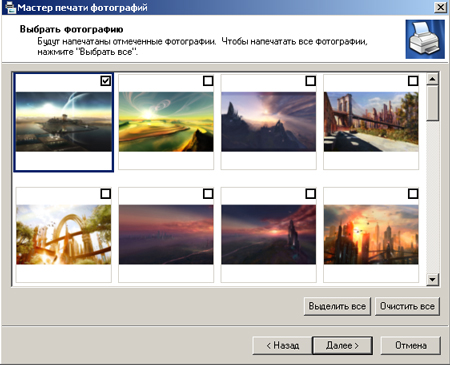 Мастер печати фотографий
Выбрать фотографию
Будут напечатаны отмеченные фотографии. Чтобы напечатать все фотографии,
нажмите "Выбрать все".
Выделить все
Очистить все
< Назад
Далее >
Отмена